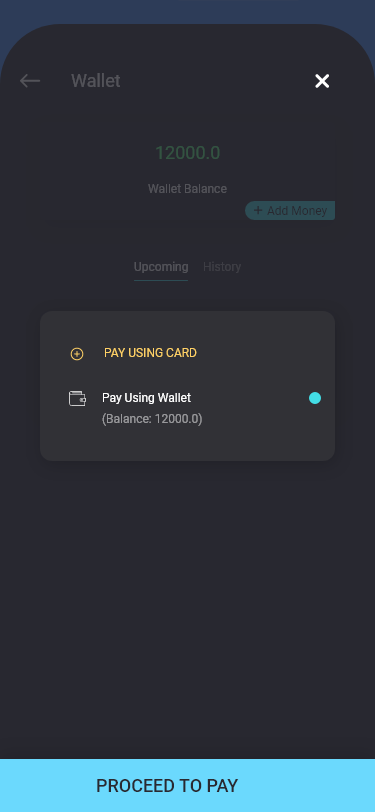 Wallet
12000.0
Wallet Balance
+ Add Money
Upcoming History
PAY USING CARD
Pay Using Wallet
(Balance: 12000.0)
PROCEED TO PAY